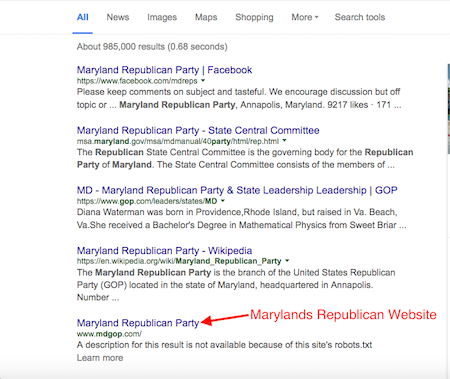 All News Images Maps Shopping More Search tools
About 985,000 results (0.68 seconds)
Maryland Republican Party | Facebook
https://www.facebook.com/mdreps
Please keep comments on subject and tasteful. We encourage discussion but off
topic or ... Maryland Republican Party, Annapolis, Maryland. 9217 likes · 171 ...
Maryland Republican Party - State Central Committee
msa.maryland.gov/msa/mdmanual/40party/html/rep.html
The Republican State Central Committee is the governing body for the Republican
Party of Maryland. The State Central Committee consists of the members of ...
MD - Maryland Republican Party & State Leadership Leadership | GOP
https://www.gop.com/leaders/states/MD
Diana Waterman was born in Providence,Rhode Island, but raised in Va. Beach,
Va.She received a Bachelor's Degree in Mathematical Physics from Sweet Briar ...
Maryland Republican Party - Wikipedia
https://en.wikipedia.org/wiki/Maryland_Republican_Party
The Maryland Republican Party is the branch of the United States Republican
Party (GOP) located in the state of Maryland, headquartered in Annapolis.
Number ...
Maryland Republican Party Marylands Republican Website
www.mdgop.com/
A description for this result is not available because of this site's robots.txt
Learn more